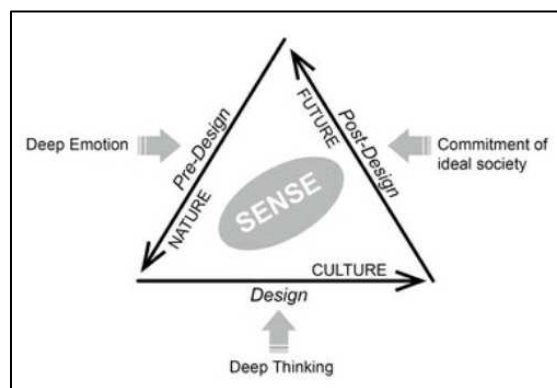 Deep Emotion
Pre-Design
NATURE
SENSE
FUTURE
Post-Design
Commitment of
ideal society
CULTURE
Design
Deep Thinking